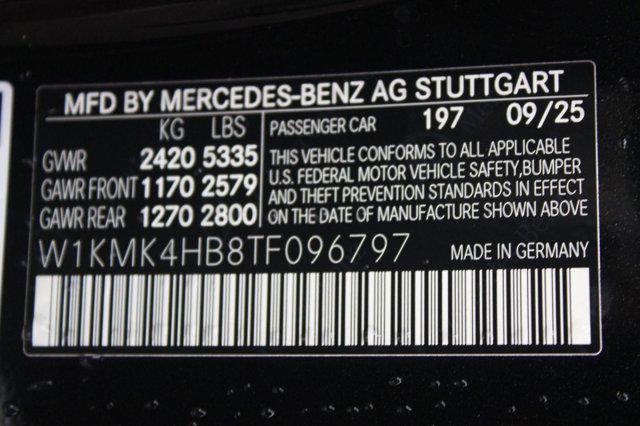 MFD BY MERCEDES-BENZ AG STUTTGART
KG LBS
GVWR 2420 5335
GAWR FRONT 1170 2579
GAWR REAR 1270 2800
PASSENGER CAR 197 09/25
THIS VEHICLE CONFORMS TO ALL APPLICABLE
U.S. FEDERAL MOTOR VEHICLE SAFETY, BUMPER
AND THEFT PREVENTION STANDARDS IN EFFECT
ON THE DATE OF MANUFACTURE SHOWN ABOVE
W1KMK4HB8TF096797 MADE IN GERMANY